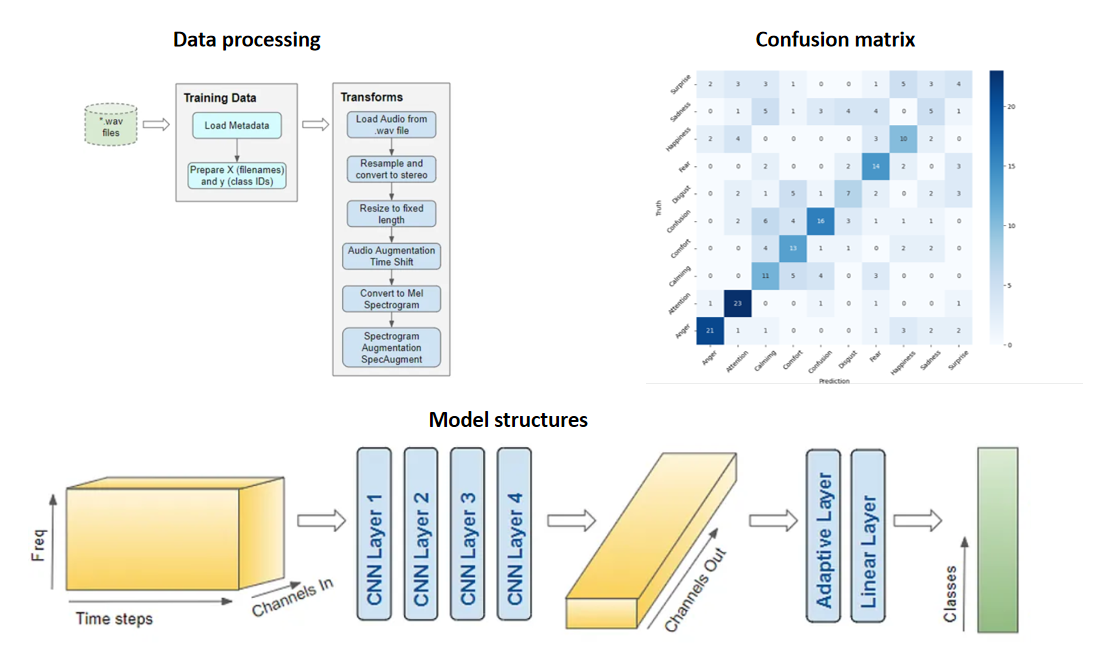 Data processing
*.wav
files
Training Data
Load Metadata
Prepare X (filenames)
and y (class IDs)
Transforms
Load Audio from
.wav file
Resample and
convert to stereo
Resize to fixed
length
Audio Augmentation
Time Shift
Convert to Mel
Spectrogram
Spectrogram
Augmentation
SpecAugment
Confusion matrix
Truth
Surprise 2 3 3 1 0 0 1 5 3 4
Sadness 0 1 5 1 3 4 4 0 5 1
Happiness 2 4 0 0 0 0 3 10 2 0
Fear 0 0 2 0 0 2 14 2 0 3
Disgust 0 2 1 5 1 7 2 0 2 3
Confusion 0 2 6 4 16 3 1 1 1 0
Comfort 0 0 4 13 1 1 0 2 2 0
Calming 0 0 11 5 4 0 3 0 0 0
Attention 1 23 0 0 1 0 1 0 0 1
Anger 21 1 1 0 0 0 1 3 2 2
Anger Attention Calming Comfort Confusion Disgust Fear Happiness Sadness Surprise
Prediction
20
15
10
5
0
Model structures
Freq
Time steps
Channels In
CNN Layer 1
CNN Layer 2
CNN Layer 3
CNN Layer 4
Channels Out
Adaptive Layer
Linear Layer
Classes